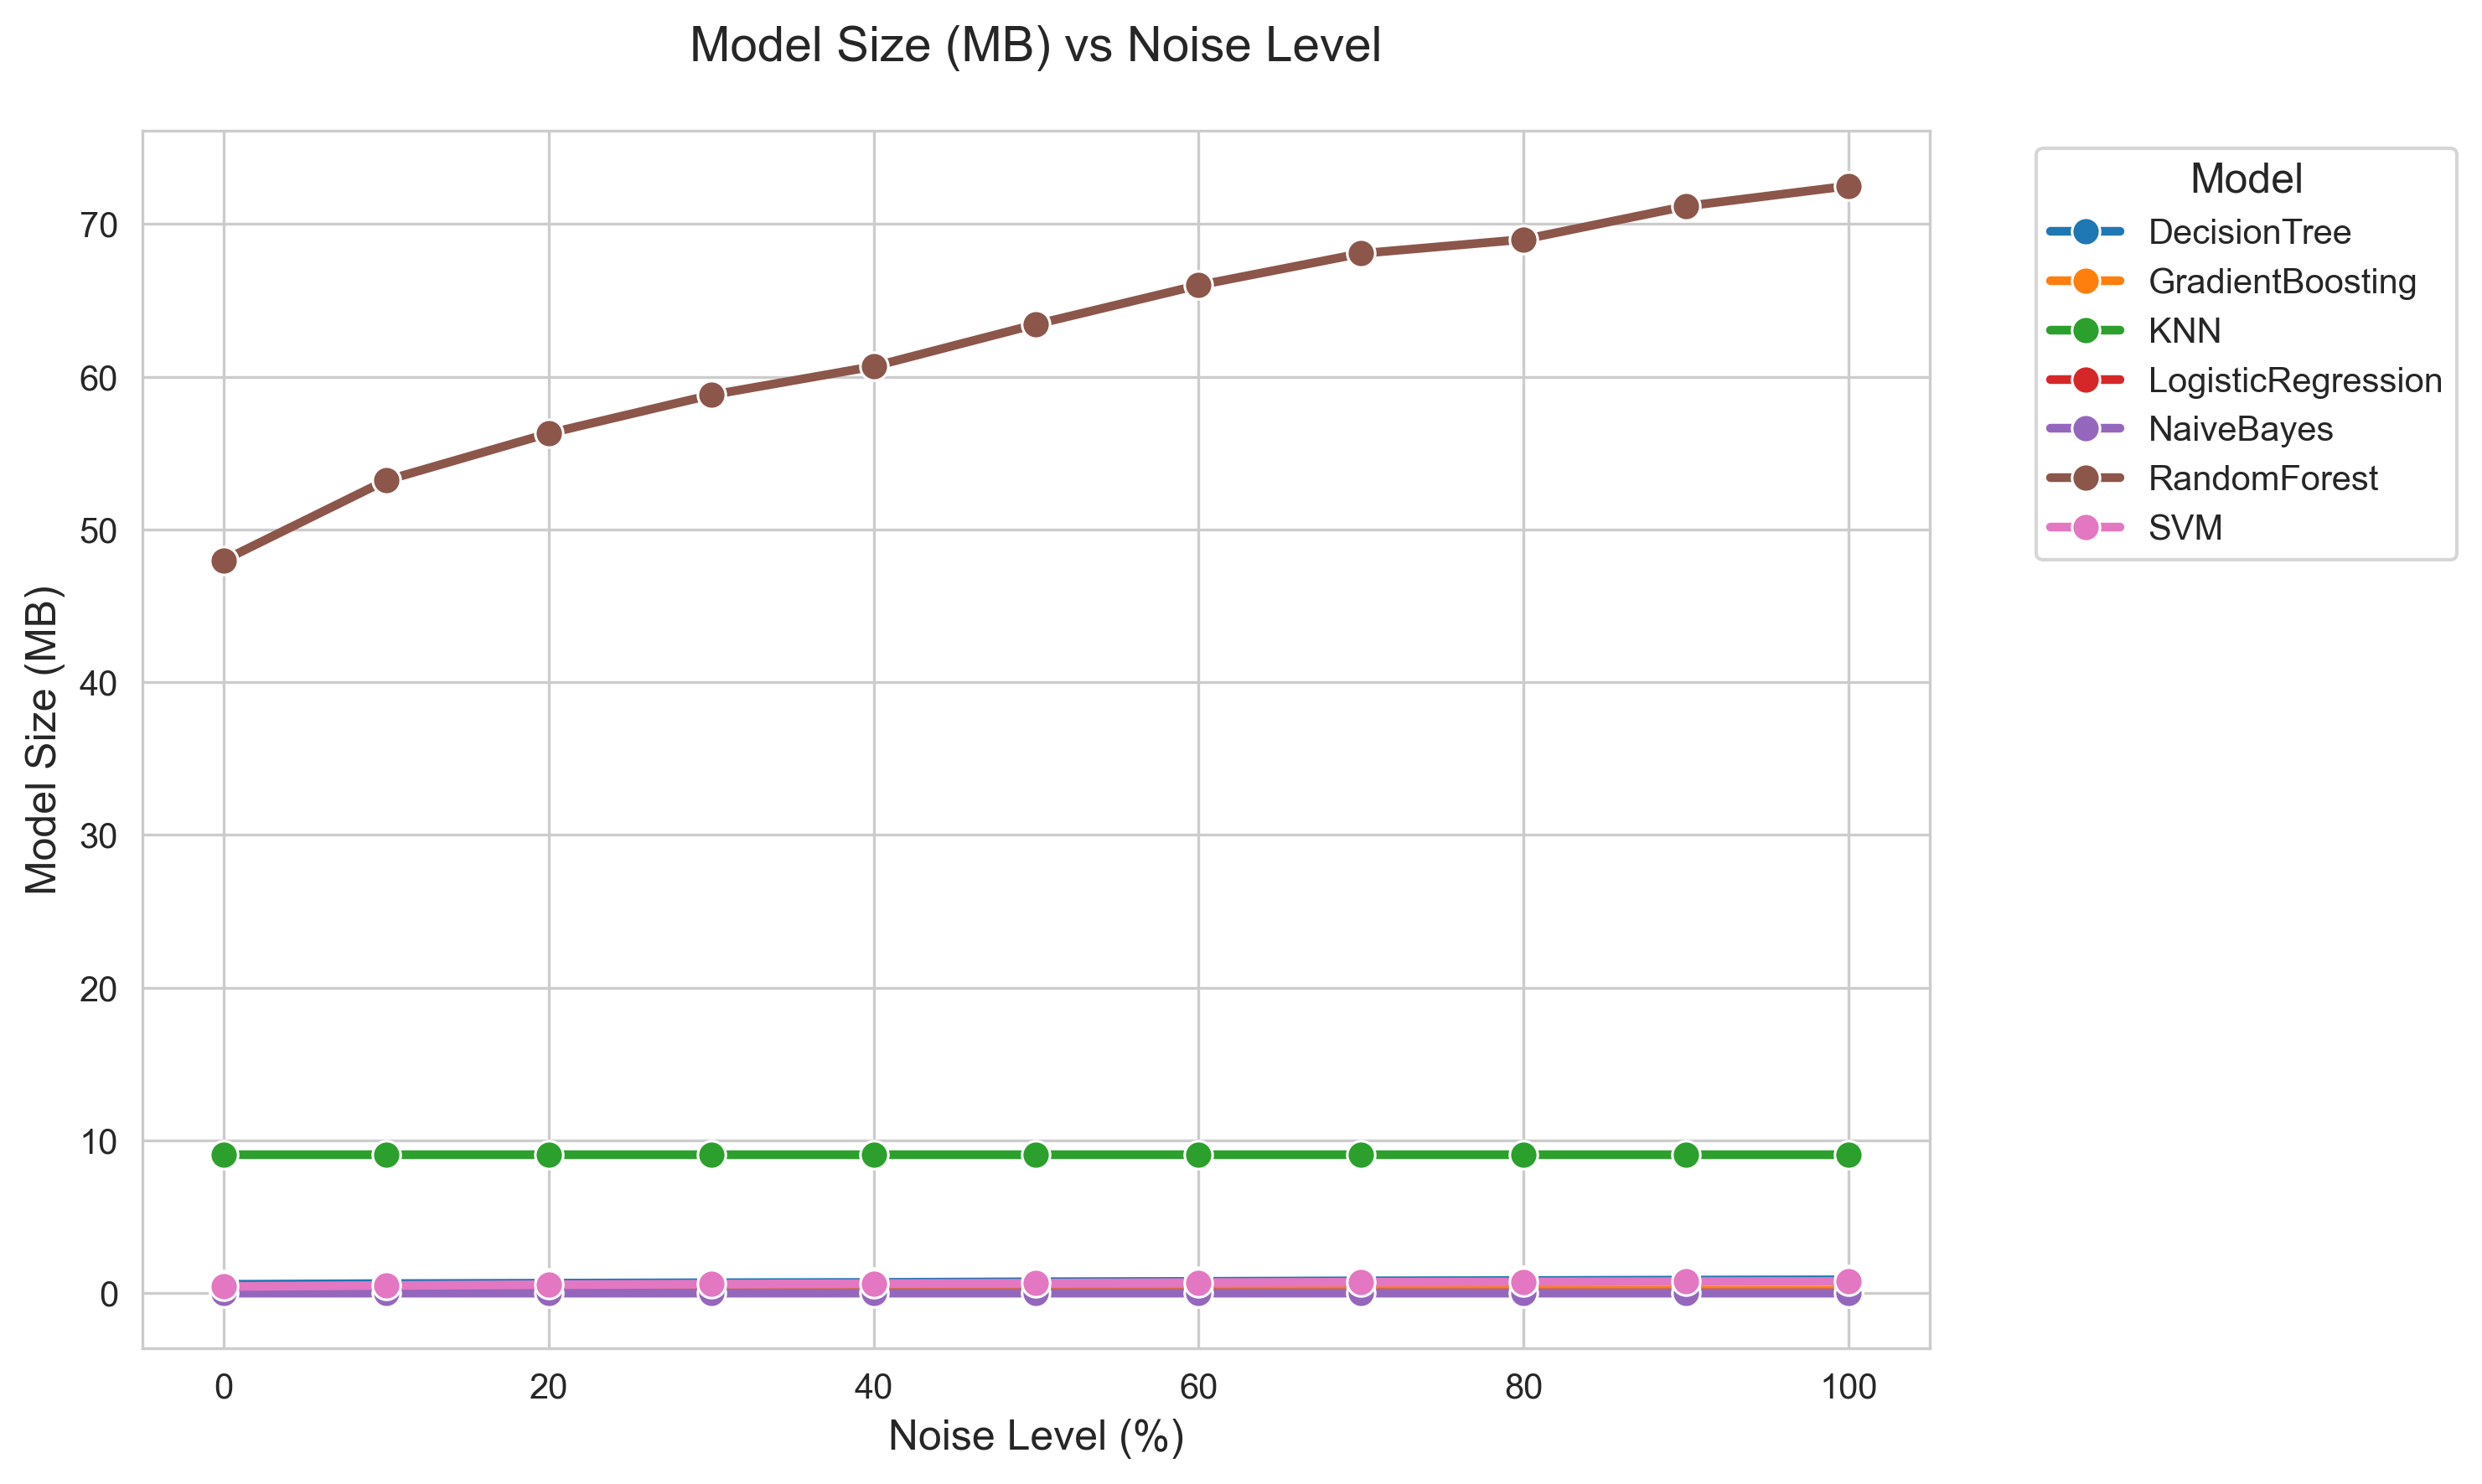 Model Size (MB) vs Noise Level
Model
DecisionTree
GradientBoosting
KNN
LogisticRegression
NaiveBayes
RandomForest
SVM
Model Size (MB)
70
60
50
40
30
20
10
0
0 20 40 60 80 100
Noise Level (%)